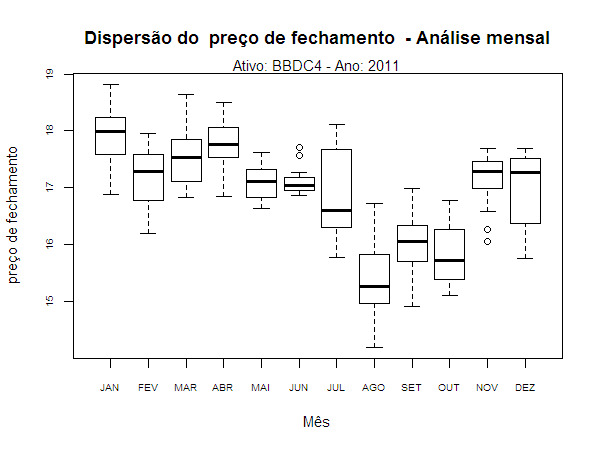 Dispersão do  preço de fechamento  - Análise mensal
Ativo: BBDC4 - Ano: 2011
preço de fechamento
19
18
17
16
15
JAN FEV MAR ABR MAI JUN JUL AGO SET OUT NOV DEZ
Mês